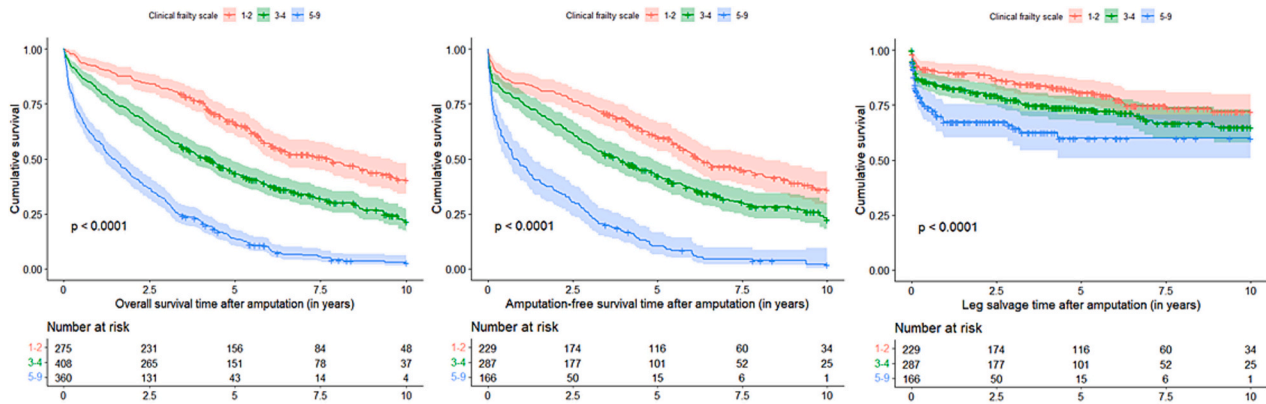 Clinical frailty scale 1-2 3-4 5-9
Cumulative survival
1.00
0.75
0.50
0.25
0.00
p < 0.0001
0 2.5 5 7.5 10
Overall survival time after amputation (in years)
Number at risk
1-2 275 231 156 84 48
3-4 408 265 151 78 37
5-9 360 131 43 14 4
0 2.5 5 7.5 10
Clinical frailty scale 1-2 3-4 5-9
Cumulative survival
1.00
0.75
0.50
0.25
0.00
p < 0.0001
0 2.5 5 7.5 10
Amputation-free survival time after amputation (in years)
Number at risk
1-2 229 174 116 60 34
3-4 287 177 101 52 25
5-9 166 50 15 6 1
0 2.5 5 7.5 10
Clinical frailty scale 1-2 3-4 5-9
Cumulative survival
1.00
0.75
0.50
0.25
0.00
p < 0.0001
0 2.5 5 7.5 10
Leg salvage time after amputation (in years)
Number at risk
1-2 229 174 116 60 34
3-4 287 177 101 52 25
5-9 166 50 15 6 1
0 2.5 5 7.5 10